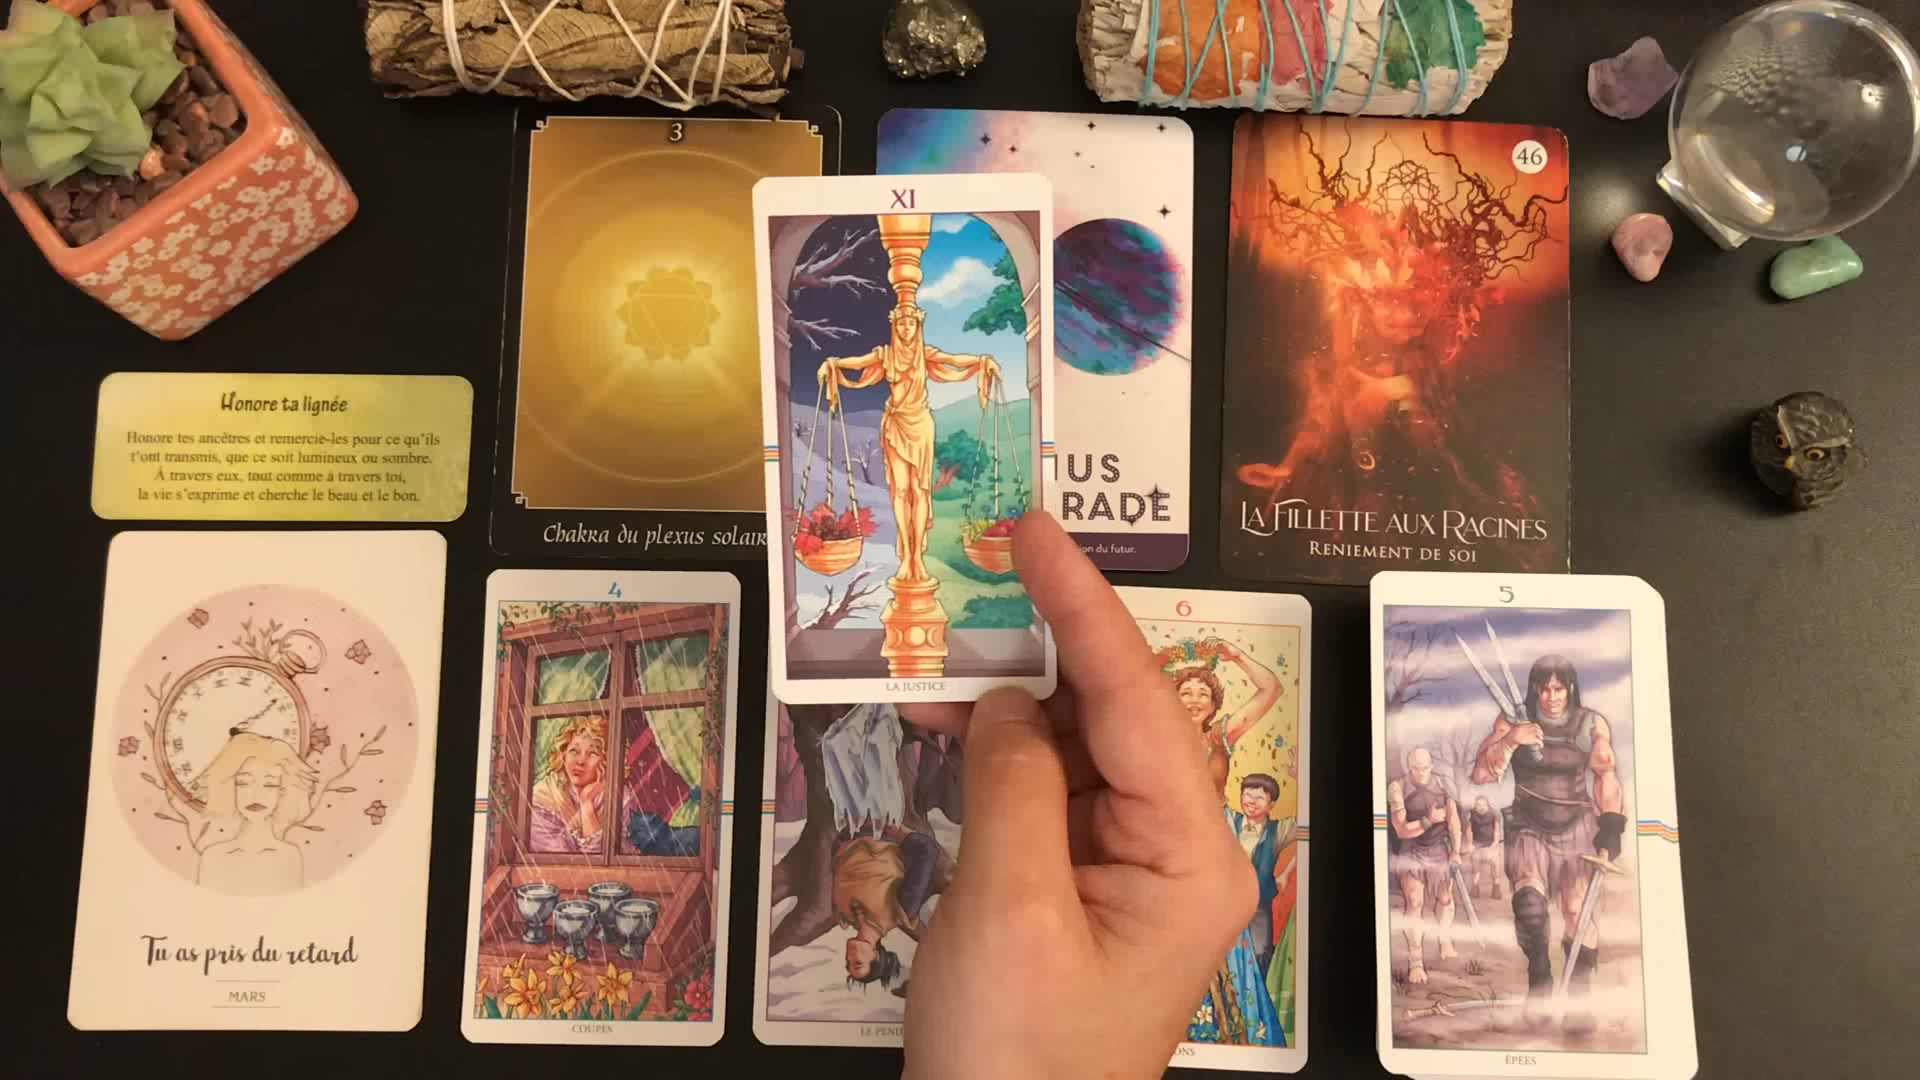 3
Chakra du plexus solair
XI
LA JUSTICE
IUS
RADE
on du futur.
46
LA FILLETTE AUX RACINES
RENIEMENT DE SOI
Honore ta lignée
Honore tes ancêtres et remercie-les pour ce qu'ils
t'ont transmis, que ce soit lumineux ou sombre.
À travers eux, tout comme à travers toi,
la vie s'exprime et cherche le beau et le bon.
Tu as pris du retard
MARS
4
COUPES
LE PEND
6
ONS
5
ÉPÉES